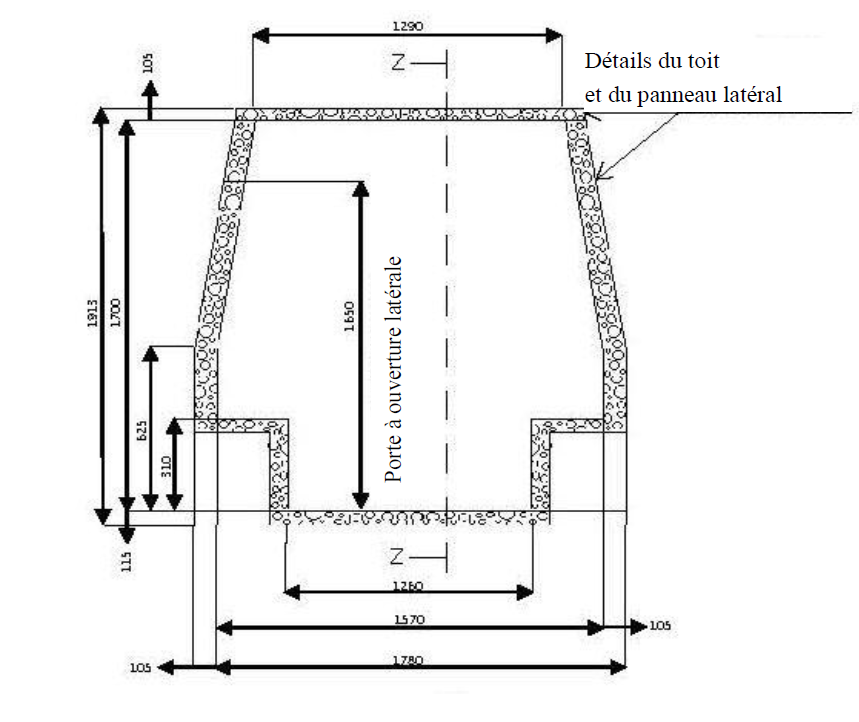 1290
Z
Détails du toit
et du panneau latéral
105
1913
1700
1650
Porte à ouverture latérale
625
310
115
Z
1260
1570
105
105
1780